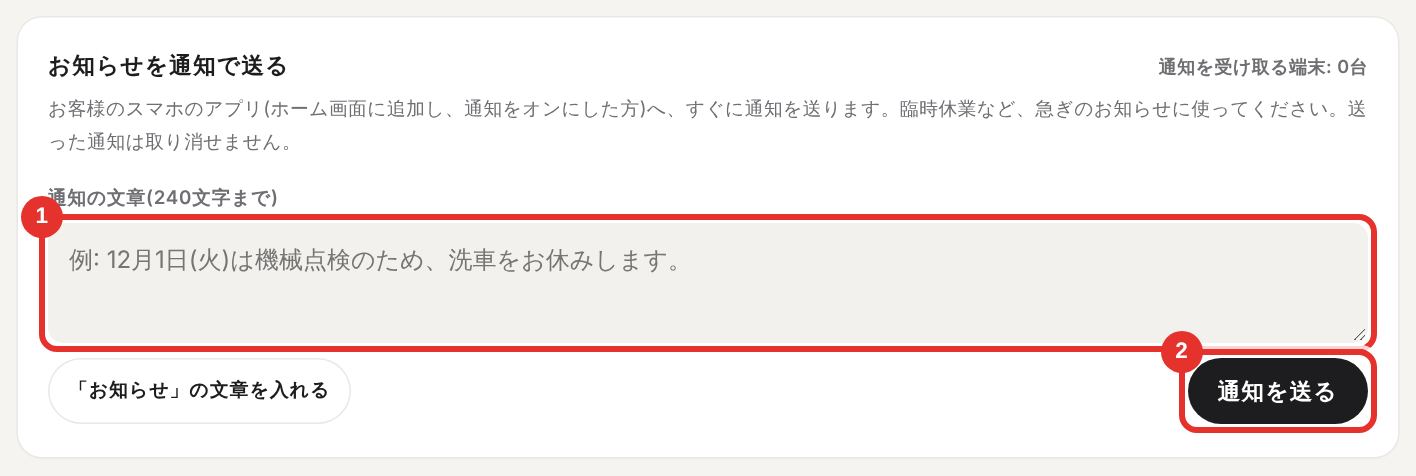 お知らせを通知で送る
通知を受け取る端末: 0台
お客様のスマホのアプリ(ホーム画面に追加し、通知をオンにした方)へ、すぐに通知を送ります。臨時休業など、急ぎのお知らせに使ってください。送
った通知は取り消せません。
通知の文章(240文字まで)
1
例: 12月1日(火)は機械点検のため、洗車をお休みします。
2
「お知らせ」の文章を入れる
通知を送る